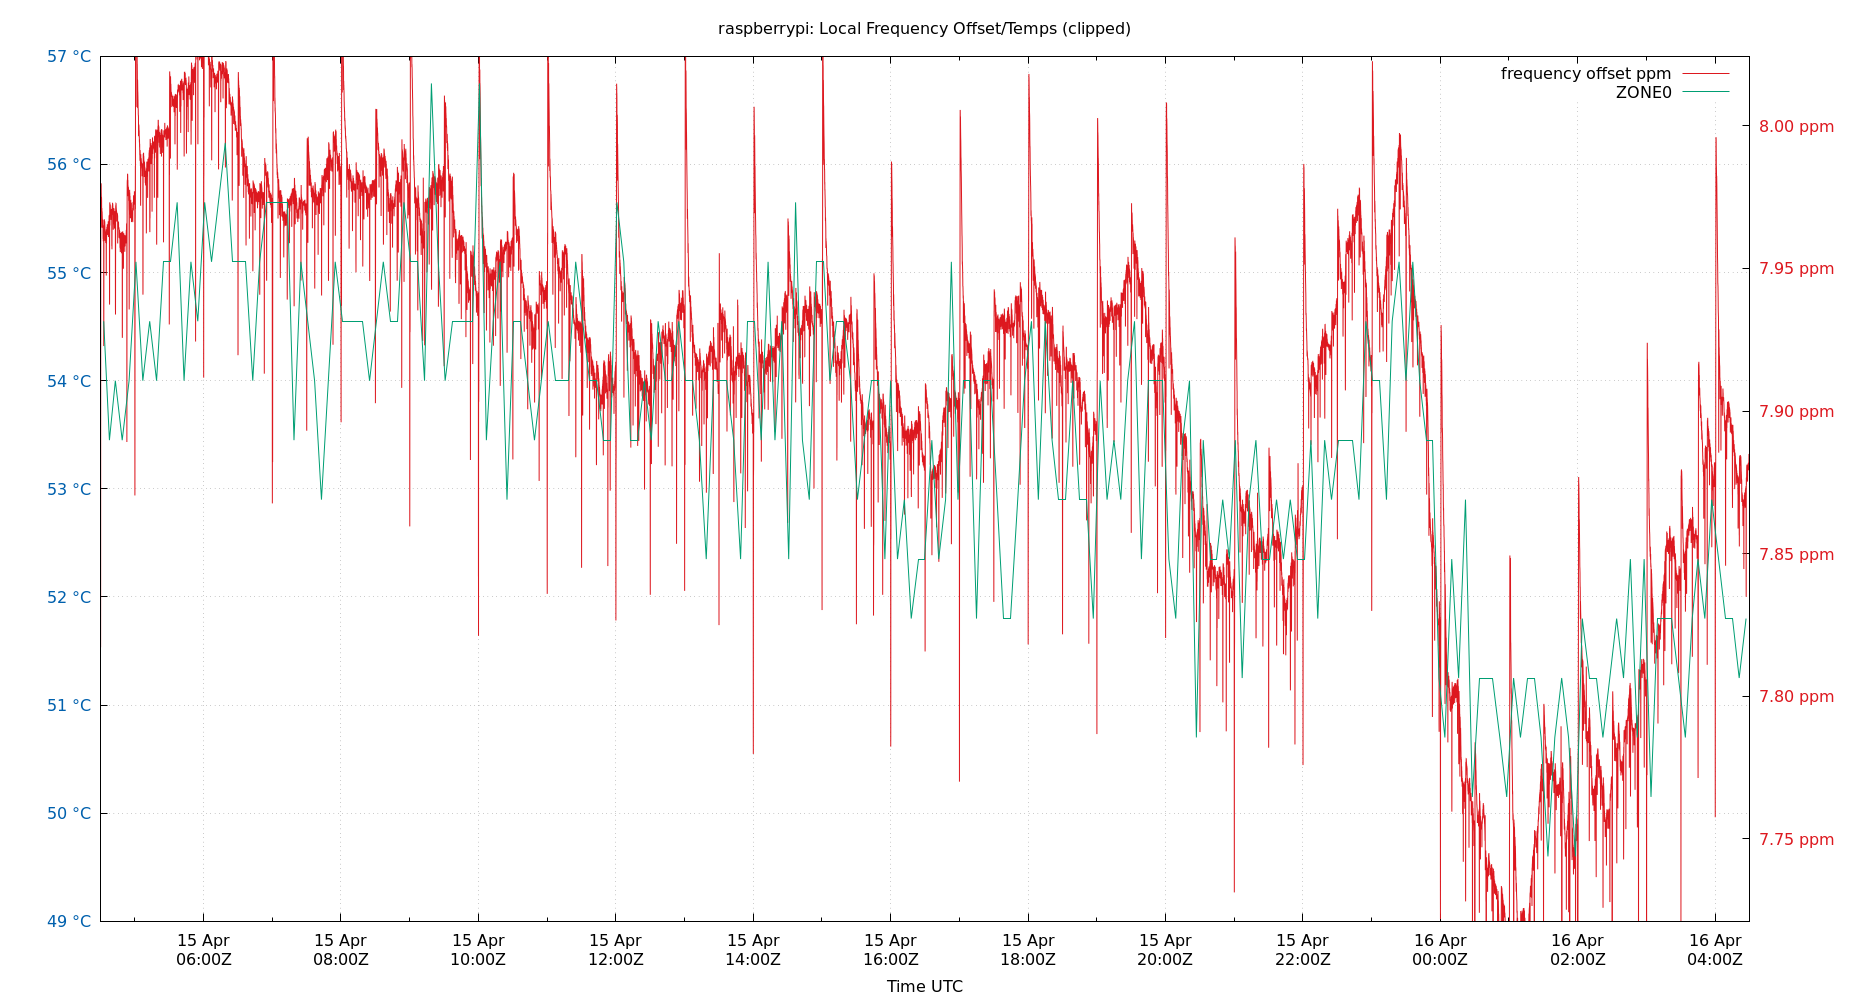 raspberrypi: Local Frequency Offset/Temps (clipped)
frequency offset ppm
ZONE0
57 °C
56 °C
55 °C
54 °C
53 °C
52 °C
51 °C
50 °C
49 °C
8.00 ppm
7.95 ppm
7.90 ppm
7.85 ppm
7.80 ppm
7.75 ppm
15 Apr
06:00Z
15 Apr
08:00Z
15 Apr
10:00Z
15 Apr
12:00Z
15 Apr
14:00Z
15 Apr
16:00Z
15 Apr
18:00Z
15 Apr
20:00Z
15 Apr
22:00Z
16 Apr
00:00Z
16 Apr
02:00Z
16 Apr
04:00Z
Time UTC